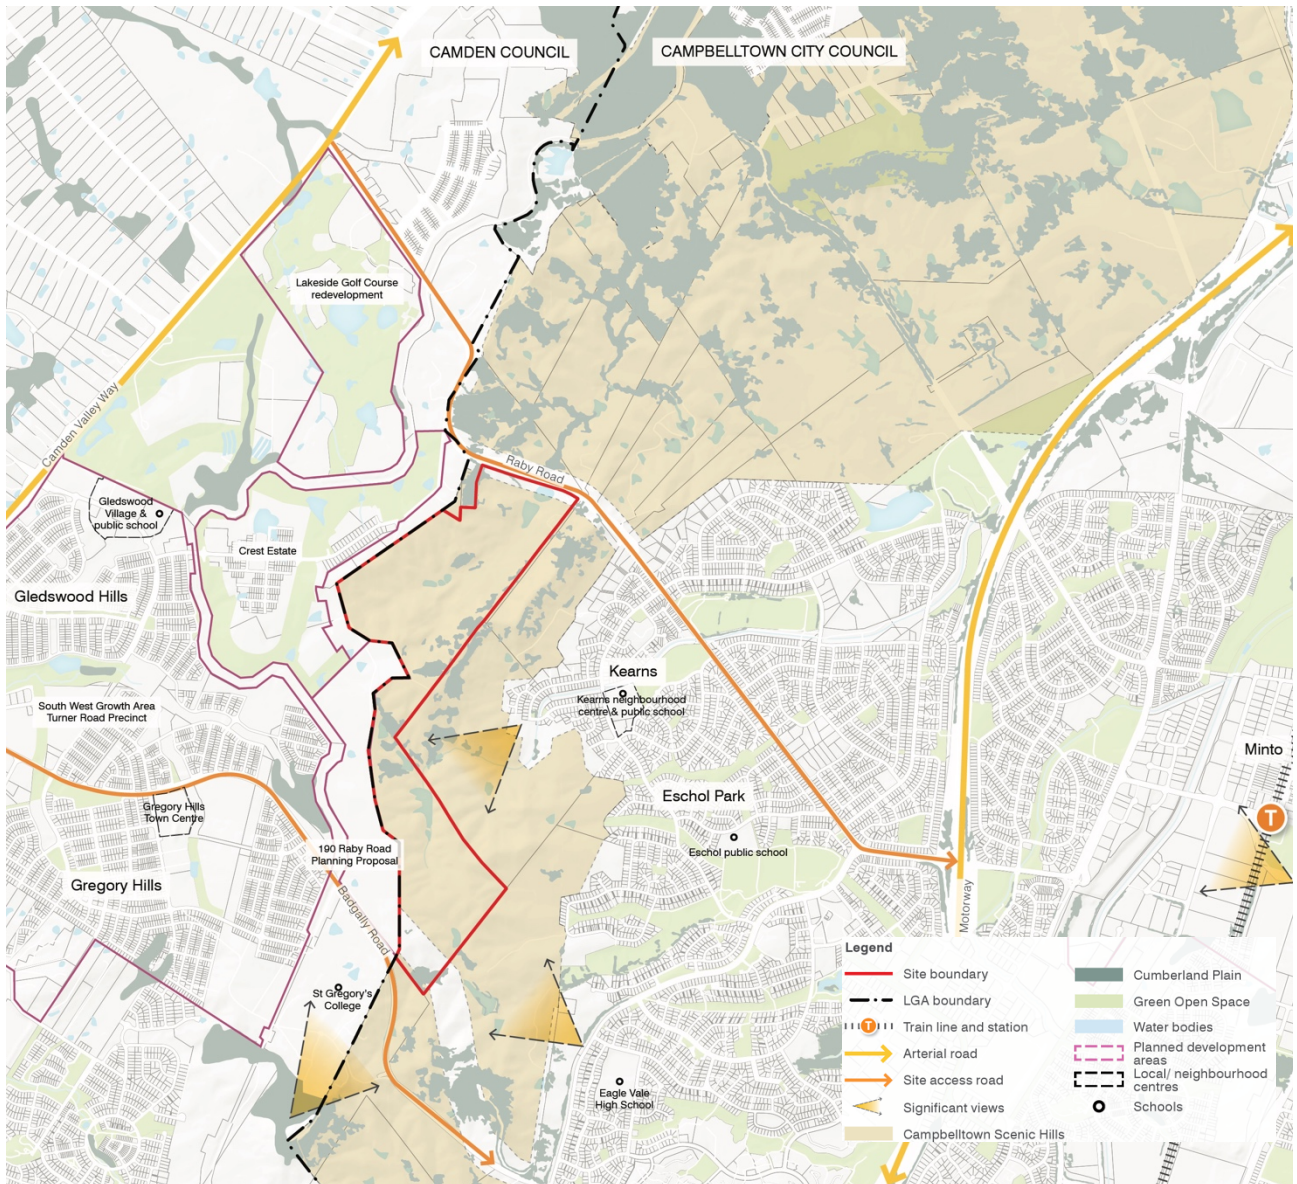 CAMDEN COUNCIL
CAMPBELLTOWN CITY COUNCIL
Lakeside Golf Course
redevelopment
Camden Valley Way
Raby Road
Gledswood
Village &
public school
Crest Estate
Gledswood Hills
Kearns
Kearns neighbourhood
centre & public school
South West Growth Area
Turner Road Precinct
Minto
T
Eschol Park
Gregory Hills
Town Centre
Eschol public school
190 Raby Road
Planning Proposal
Gregory Hills
Badgally Road
Motorway
St Gregory's
College
Eagle Vale
High School
Legend
Site boundary
LGA boundary
T
Train line and station
Arterial road
Site access road
Significant views
Campbelltown Scenic Hills
Cumberland Plain
Green Open Space
Water bodies
Planned development
areas
Local/ neighbourhood
centres
Schools